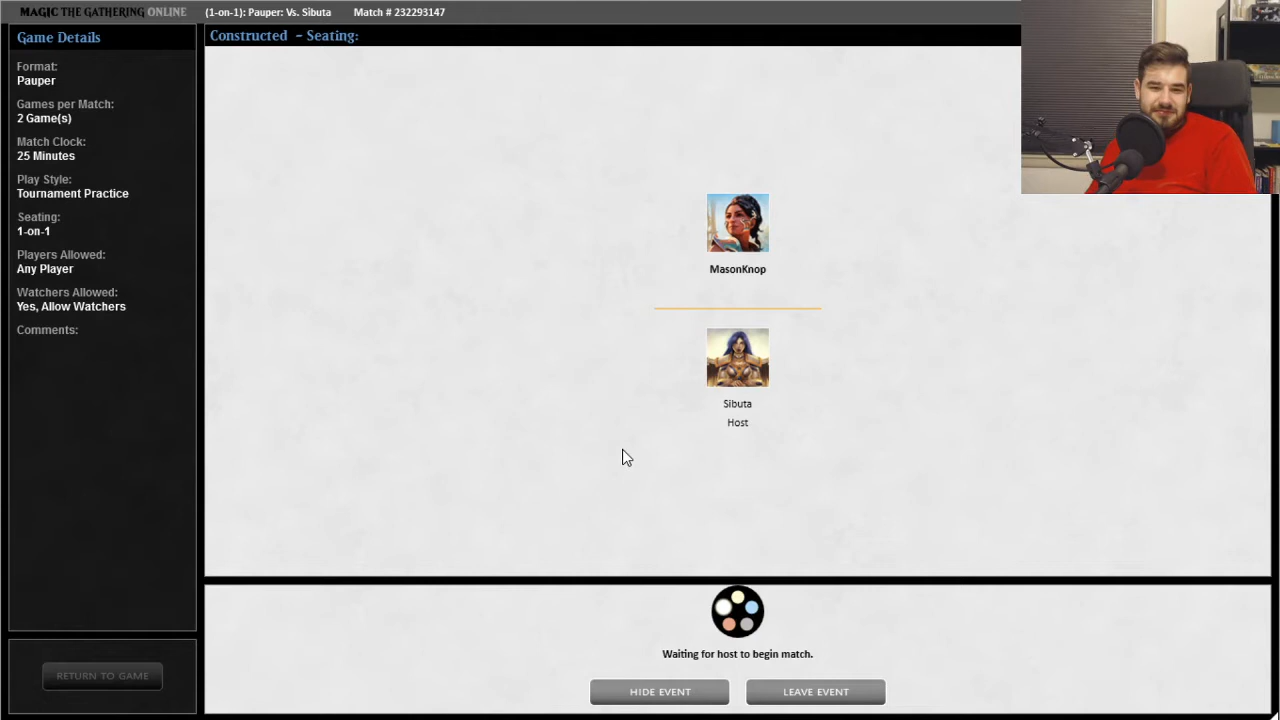 MAGIC THE GATHERING ONLINE
(1-on-1): Pauper: Vs. Sibuta
Match # 232293147
Game Details
Format:
Pauper
Games per Match:
2 Game(s)
Match Clock:
25 Minutes
Play Style:
Tournament Practice
Seating:
1-on-1
Players Allowed:
Any Player
Watchers Allowed:
Yes, Allow Watchers
Comments:
RETURN TO GAME
Constructed - Seating:
MasonKnop
Sibuta
Host
Waiting for host to begin match.
HIDE EVENT
LEAVE EVENT